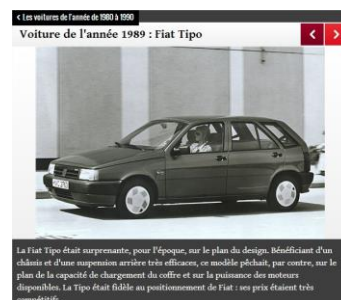 < Les voitures de l'année de 1980 à 1990
Voiture de l'année 1989 : Fiat Tipo
La Fiat Tipo était surprenante, pour l'époque, sur le plan du design. Bénéficiant d'un
châssis et d'une suspension arrière très efficaces, ce modèle pêchait, par contre, sur le
plan de la capacité de chargement du coffre et sur la puissance des moteurs
disponibles. La Tipo était fidèle au positionnement de Fiat : ses prix étaient très
compétitifs.